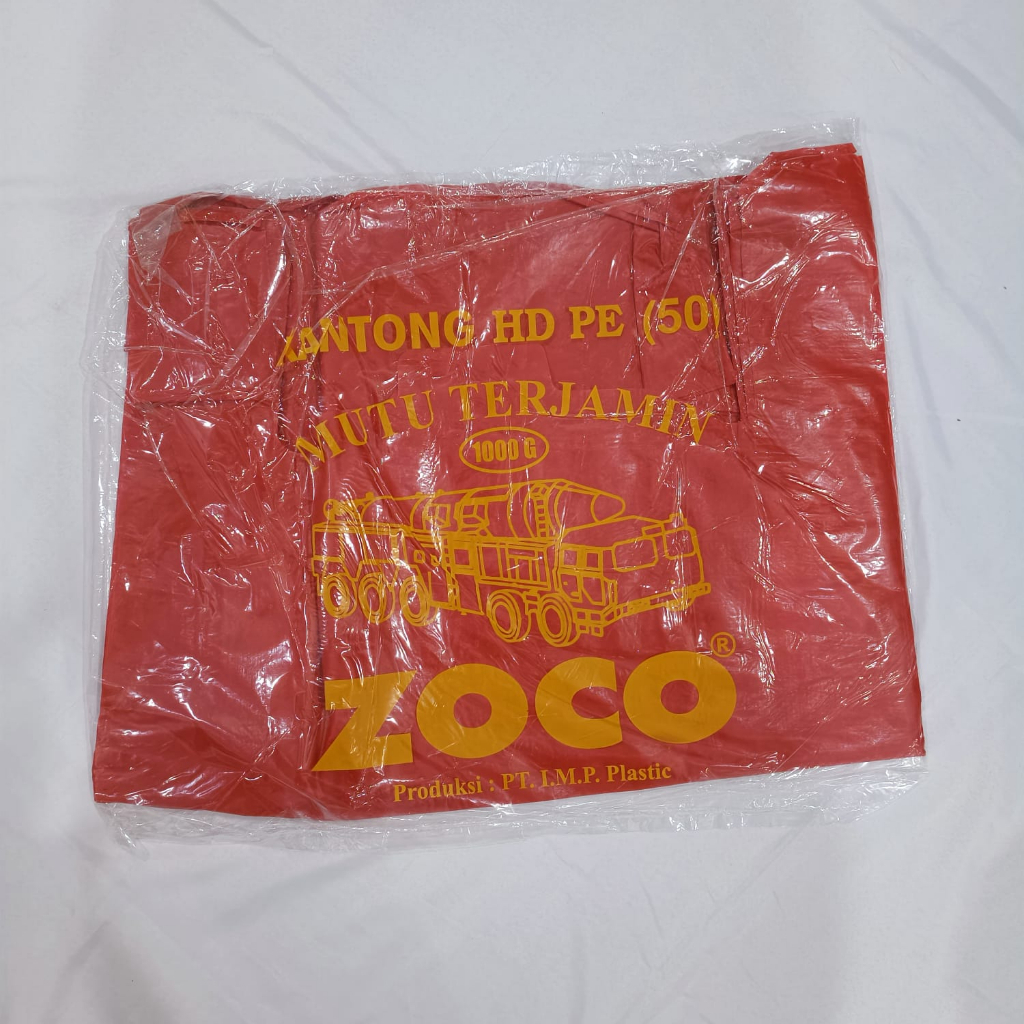 KANTONG HD PE (50)
MUTU TERJAMIN
1000 G
ZOCO®
Produksi : PT. I.M.P. Plastic